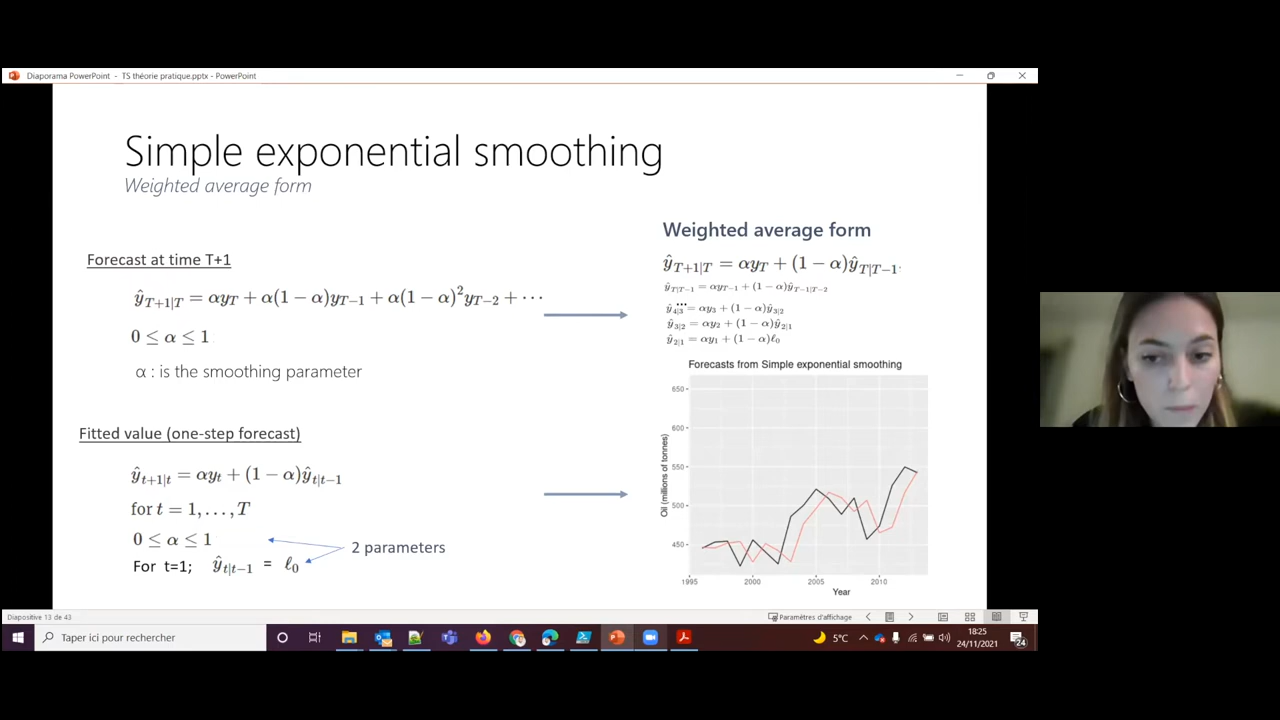 Diaporama PowerPoint - TS théorie pratique.pptx - PowerPoint
Simple exponential smoothing
Weighted average form
Forecast at time T+1
ŷ_{T+1|T} = αy_T + α(1 − α)y_{T−1} + α(1 − α)²y_{T−2} + ⋯
0 ≤ α ≤ 1
α : is the smoothing parameter
Fitted value (one-step forecast)
ŷ_{t+1|t} = αy_t + (1 − α)ŷ_{t|t−1}
for t = 1, . . . , T
0 ≤ α ≤ 1
2 parameters
For t=1; ŷ_{t|t−1} = ℓ₀
Weighted average form
ŷ_{T+1|T} = αy_T + (1 − α)ŷ_{T|T−1}.
ŷ_{T|T−1} = αy_{T−1} + (1 − α)ŷ_{T−1|T−2}
...
ŷ_{4|3} = αy₃ + (1 − α)ŷ_{3|2}
ŷ_{3|2} = αy₂ + (1 − α)ŷ_{2|1}
ŷ_{2|1} = αy₁ + (1 − α)ℓ₀
Forecasts from Simple exponential smoothing
Oil (millions of tonnes)
650
600
550
500
450
1995 2000 2005 2010
Year
Diapositive 13 de 43
Paramètres d'affichage
Taper ici pour rechercher
5°C
18:25
24/11/2021
24